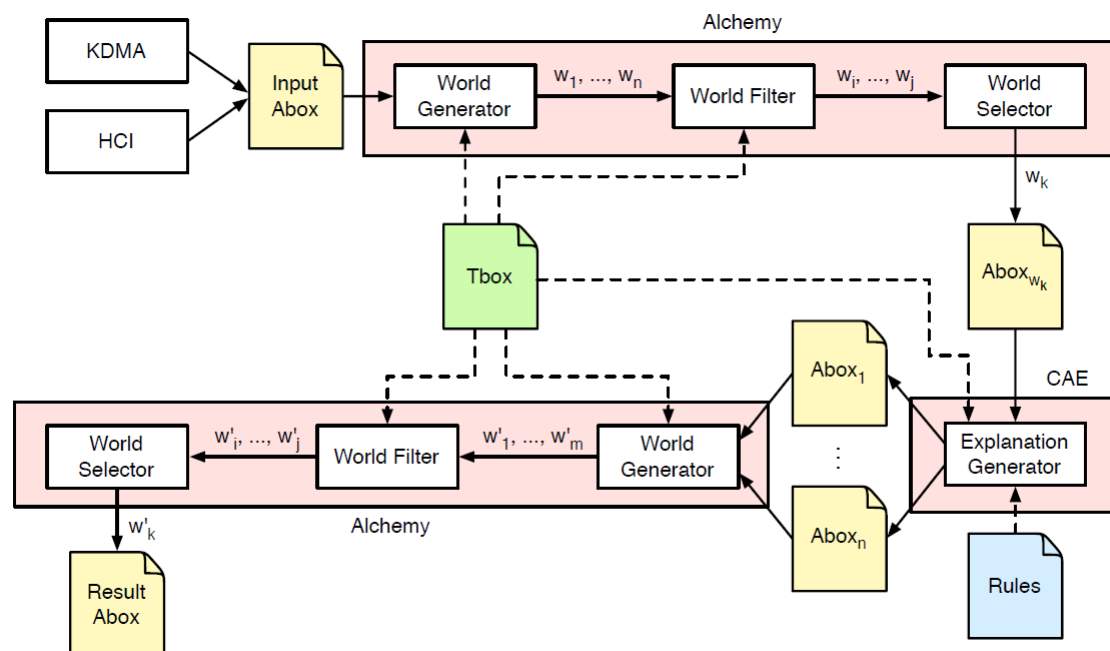 Alchemy
KDMA
HCI
Input
Abox
World
Generator
w₁, ..., wₙ
World Filter
wᵢ, ..., wⱼ
World
Selector
wₖ
Tbox
Abox_wₖ
CAE
Abox₁
⋮
Aboxₙ
Explanation
Generator
Rules
World
Generator
w'₁, ..., w'ₘ
World Filter
w'ᵢ, ..., w'ⱼ
World
Selector
Alchemy
w'ₖ
Result
Abox